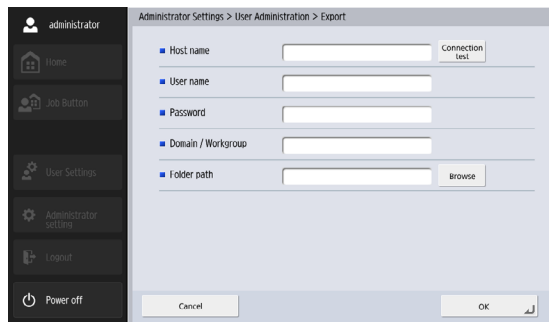 administrator
Home
Job Button
User Settings
Administrator
setting
Logout
Power off
Administrator Settings > User Administration > Export
Host name
Connection
test
User name
Password
Domain / Workgroup
Folder path
Browse
Cancel
OK